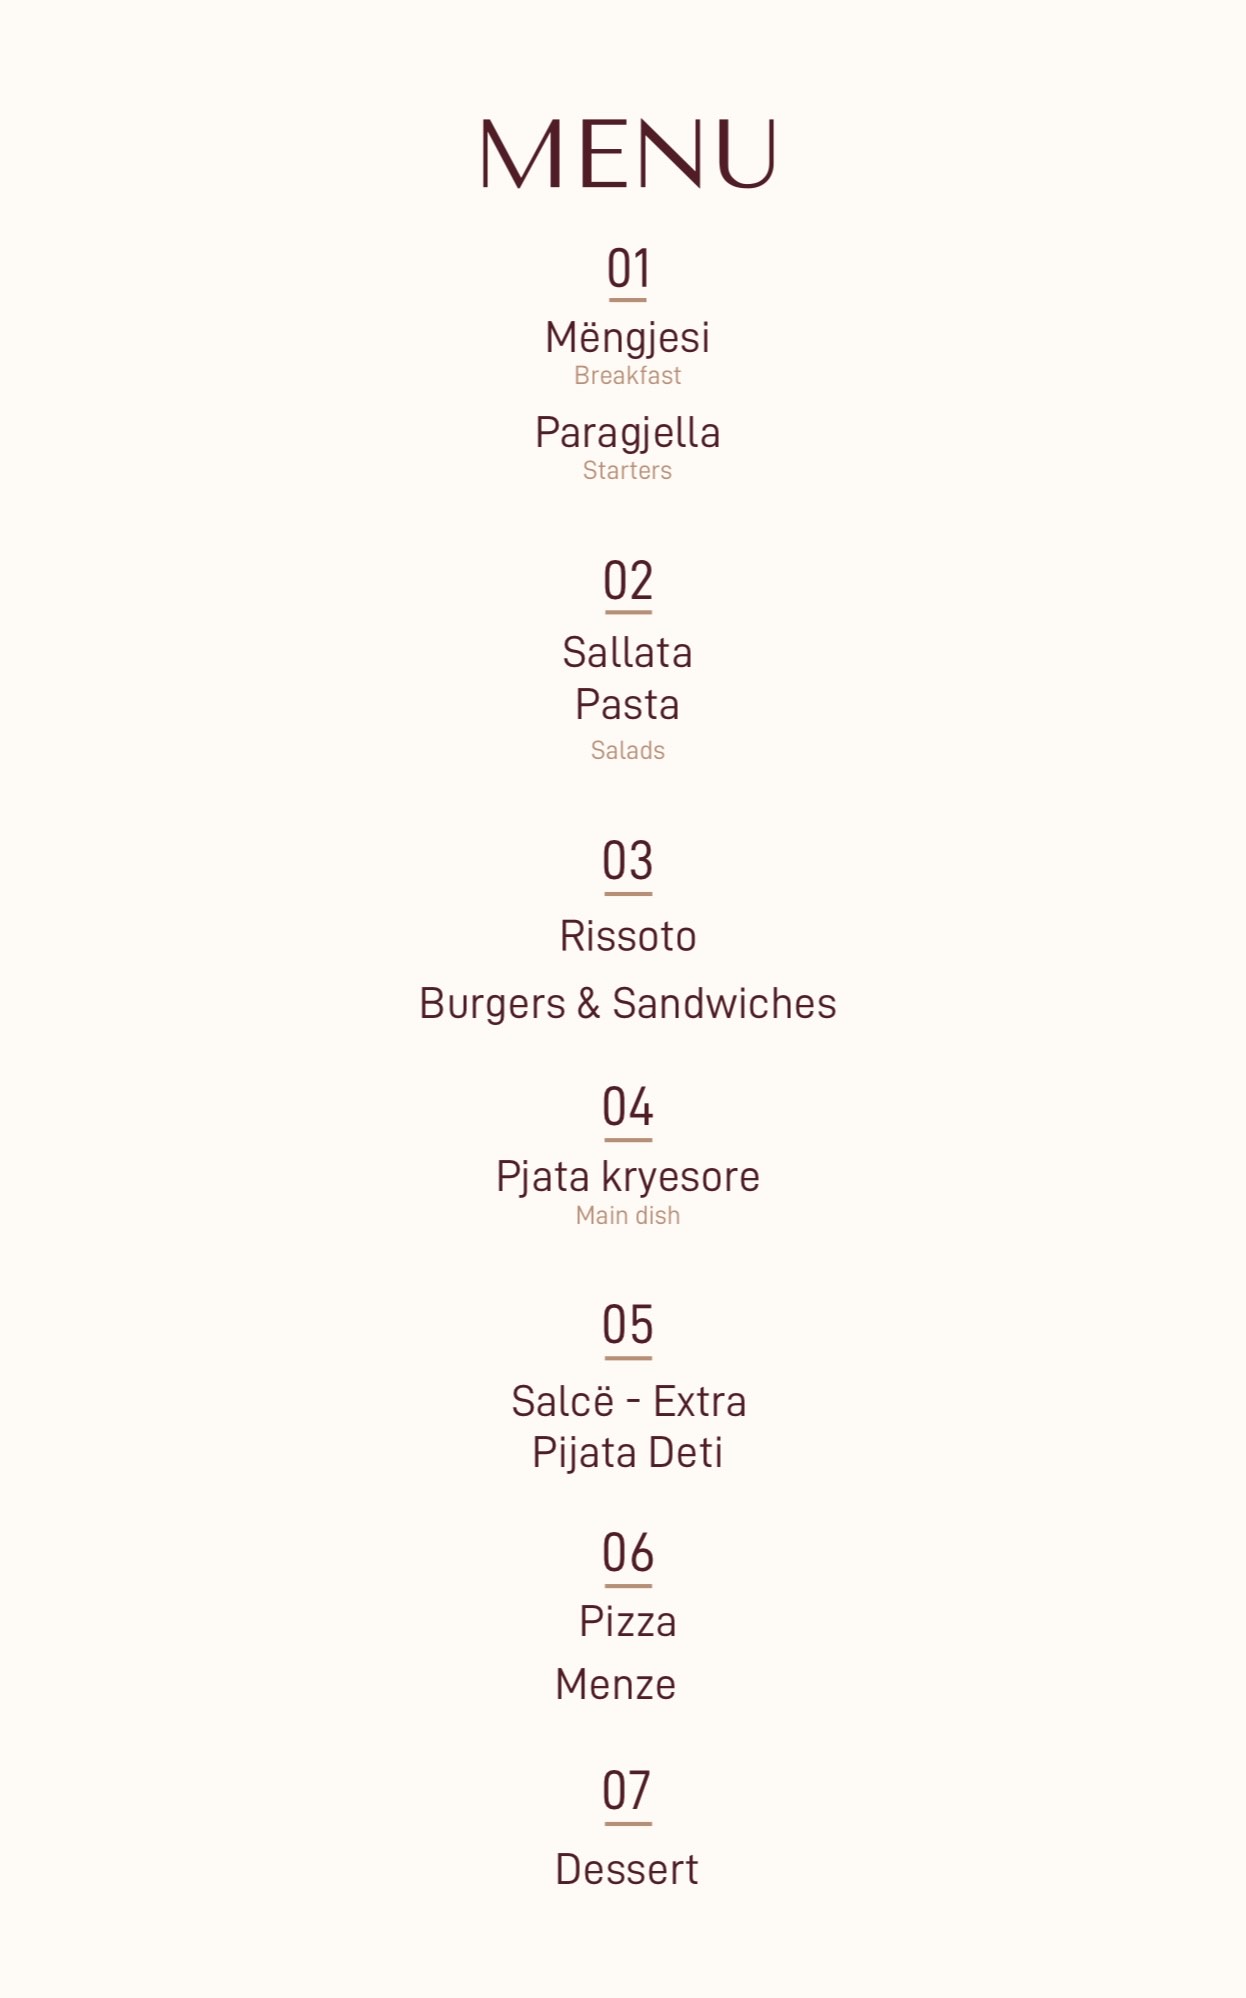 MENU
01
Mëngjesi
Breakfast
Paragjella
Starters
02
Sallata
Pasta
Salads
03
Rissoto
Burgers & Sandwiches
04
Pjata kryesore
Main dish
05
Salcë - Extra
Pijata Deti
06
Pizza
Menze
07
Dessert